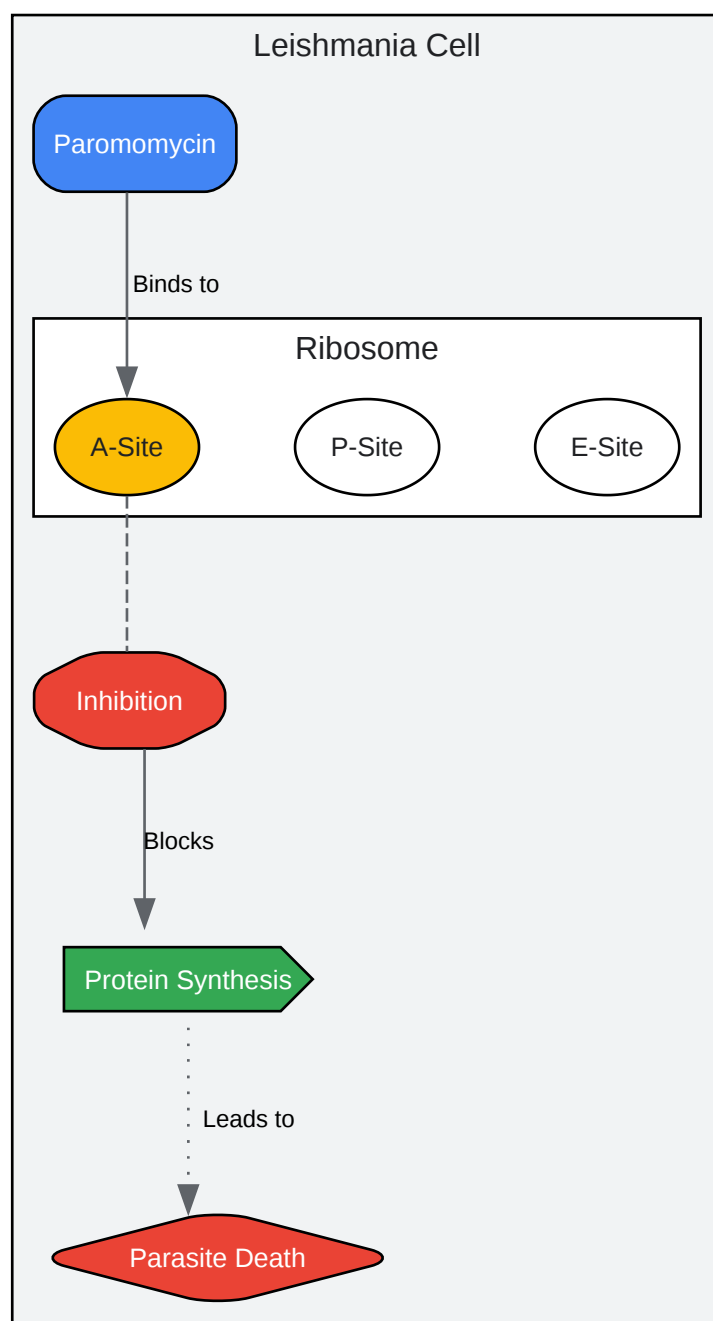 Leishmania Cell
Paromomycin
Binds to
Ribosome
A-Site
P-Site
E-Site
Inhibition
Blocks
Protein Synthesis
Leads to
Parasite Death